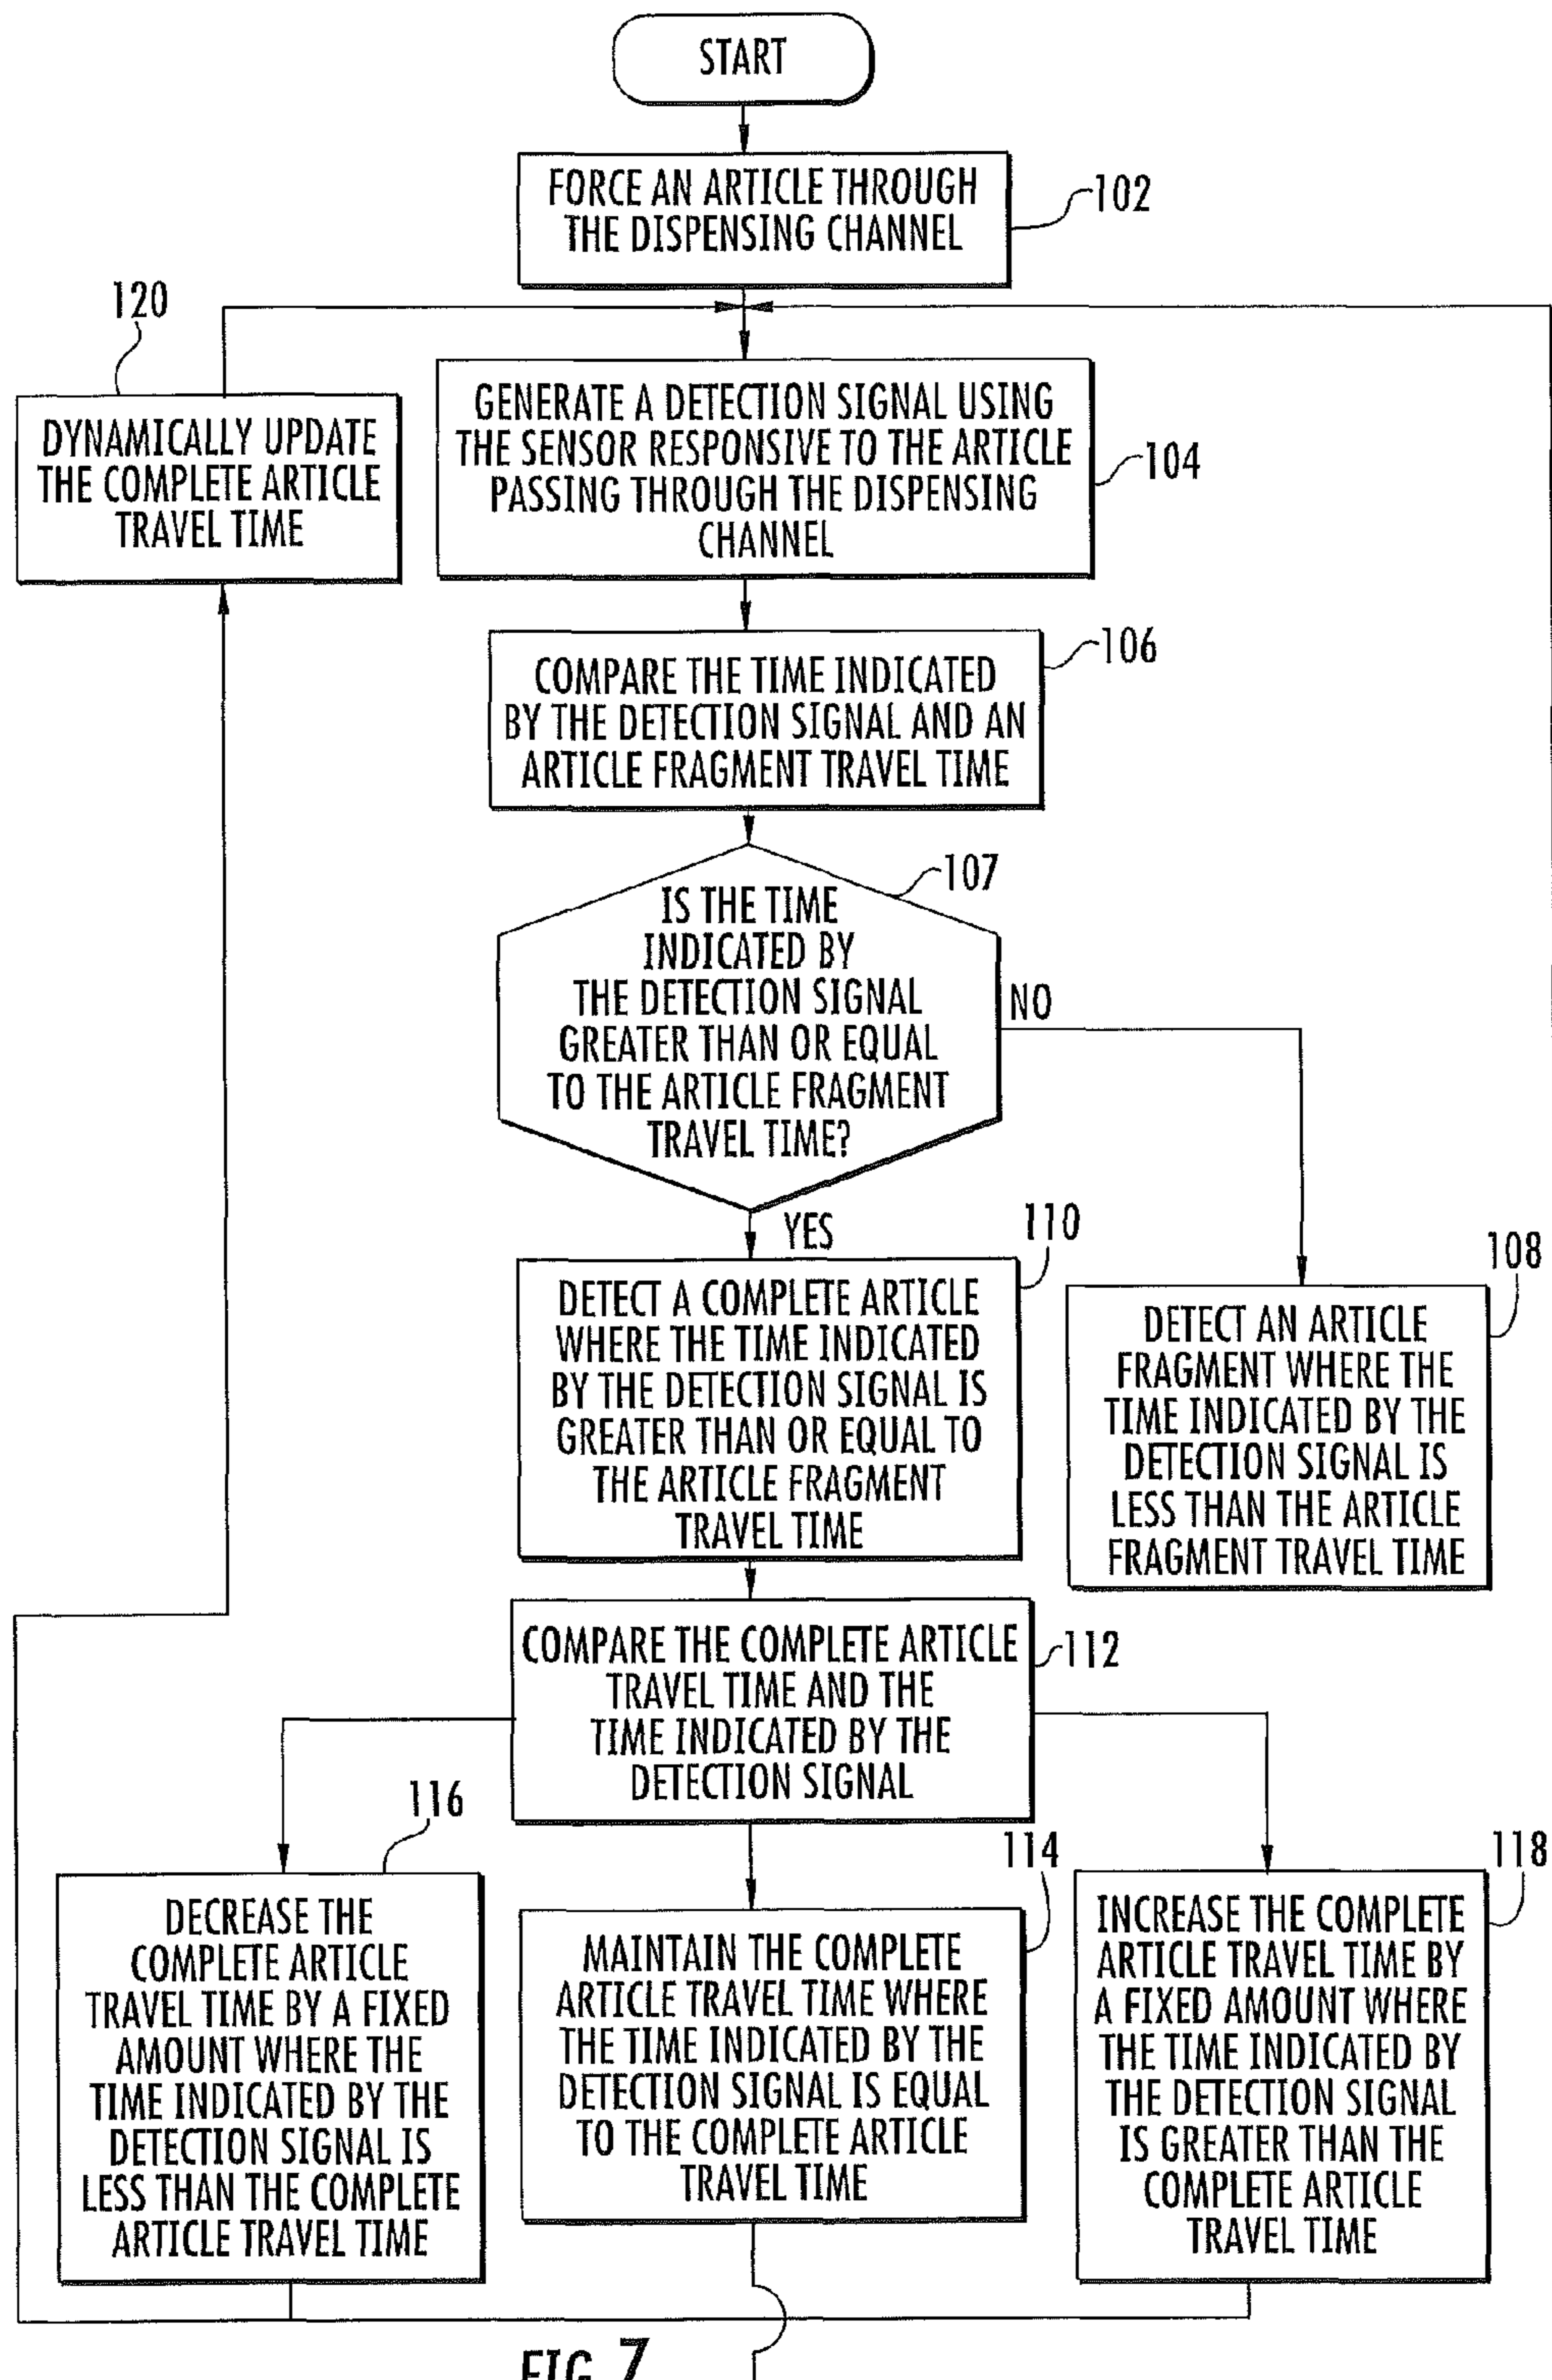 START
FORCE AN ARTICLE THROUGH
THE DISPENSING CHANNEL
102
120
DYNAMICALLY UPDATE
THE COMPLETE ARTICLE
TRAVEL TIME
GENERATE A DETECTION SIGNAL USING
THE SENSOR RESPONSIVE TO THE ARTICLE
PASSING THROUGH THE DISPENSING
CHANNEL
104
COMPARE THE TIME INDICATED
BY THE DETECTION SIGNAL AND AN
ARTICLE FRAGMENT TRAVEL TIME
106
107
IS THE TIME
INDICATED BY
THE DETECTION SIGNAL
GREATER THAN OR EQUAL
TO THE ARTICLE FRAGMENT
TRAVEL TIME?
NO
YES
110
DETECT A COMPLETE ARTICLE
WHERE THE TIME INDICATED
BY THE DETECTION SIGNAL IS
GREATER THAN OR EQUAL TO
THE ARTICLE FRAGMENT
TRAVEL TIME
108
DETECT AN ARTICLE
FRAGMENT WHERE THE
TIME INDICATED BY THE
DETECTION SIGNAL IS
LESS THAN THE ARTICLE
FRAGMENT TRAVEL TIME
COMPARE THE COMPLETE ARTICLE
TRAVEL TIME AND THE
TIME INDICATED BY THE
DETECTION SIGNAL
112
116
DECREASE THE
COMPLETE ARTICLE
TRAVEL TIME BY A FIXED
AMOUNT WHERE THE
TIME INDICATED BY THE
DETECTION SIGNAL IS
LESS THAN THE COMPLETE
ARTICLE TRAVEL TIME
114
MAINTAIN THE COMPLETE
ARTICLE TRAVEL TIME WHERE
THE TIME INDICATED BY THE
DETECTION SIGNAL IS EQUAL
TO THE COMPLETE ARTICLE
TRAVEL TIME
118
INCREASE THE COMPLETE
ARTICLE TRAVEL TIME BY
A FIXED AMOUNT WHERE
THE TIME INDICATED BY
THE DETECTION SIGNAL
IS GREATER THAN THE
COMPLETE ARTICLE
TRAVEL TIME
FIG. 7